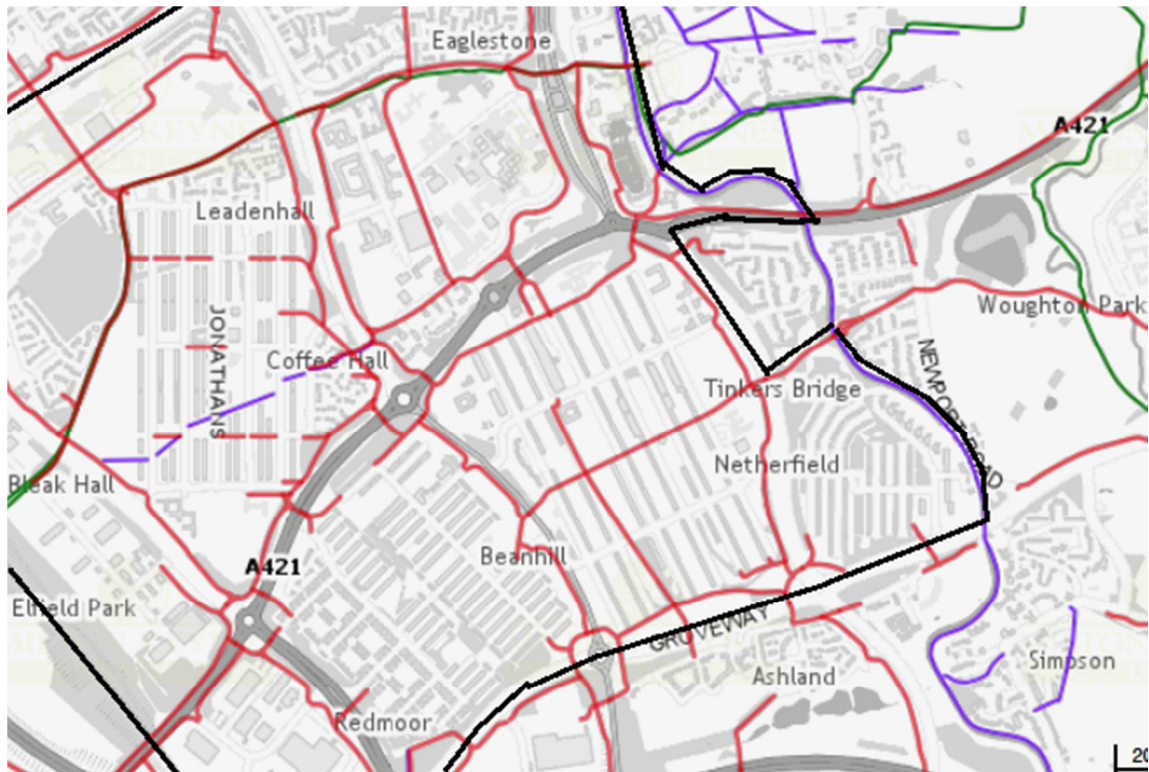 Eaglestone
A421
Leadenhall
Woughton Park
JONATHANS
Coffee Hall
NEWPORT ROAD
Tinkers Bridge
Netherfield
Bleak Hall
Beanhill
A421
Elfield Park
GROVEWAY
Simpson
Ashland
Redmoor
20